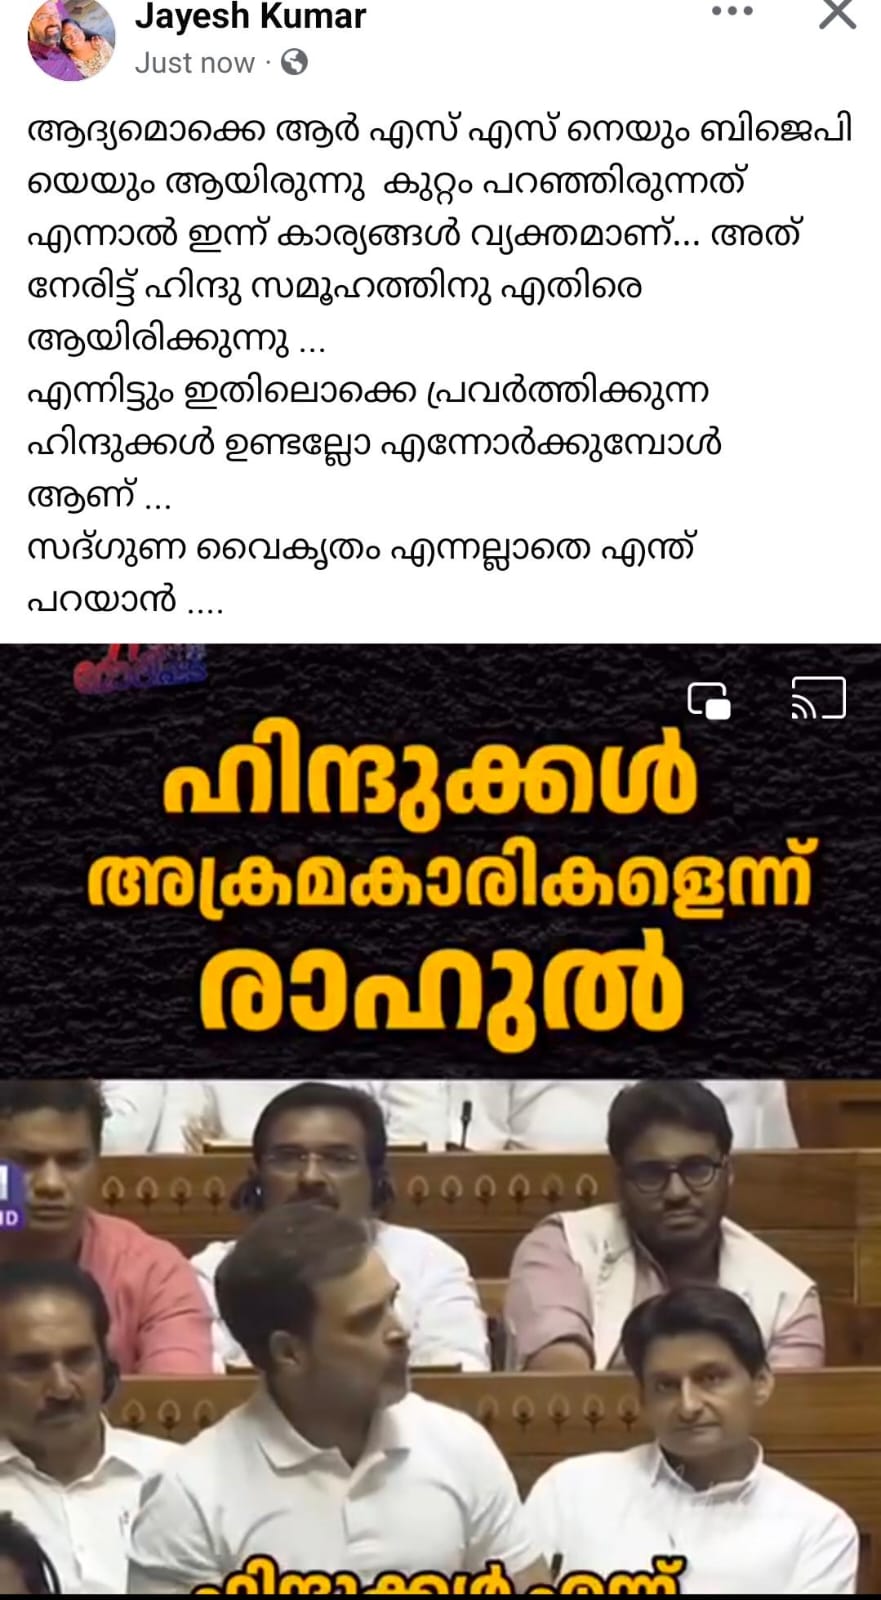 Jayesh Kumar
Just now
ആദ്യമൊക്കെ ആർ എസ് എസ് നെയും ബിജെപി
യെയും ആയിരുന്നു കുറ്റം പറഞ്ഞിരുന്നത്
എന്നാൽ ഇന്ന് കാര്യങ്ങൾ വ്യക്തമാണ്... അത്
നേരിട്ട് ഹിന്ദു സമൂഹത്തിനു എതിരെ
ആയിരിക്കുന്നു ...
എന്നിട്ടും ഇതിലൊക്കെ പ്രവർത്തിക്കുന്ന
ഹിന്ദുക്കൾ ഉണ്ടല്ലോ എന്നോർക്കുമ്പോൾ
ആണ് ...
സദ്ഗുണ വൈകൃതം എന്നല്ലാതെ എന്ത്
പറയാൻ ....
ഹിന്ദുക്കൾ
അക്രമകാരികളെന്ന്
രാഹുൽ